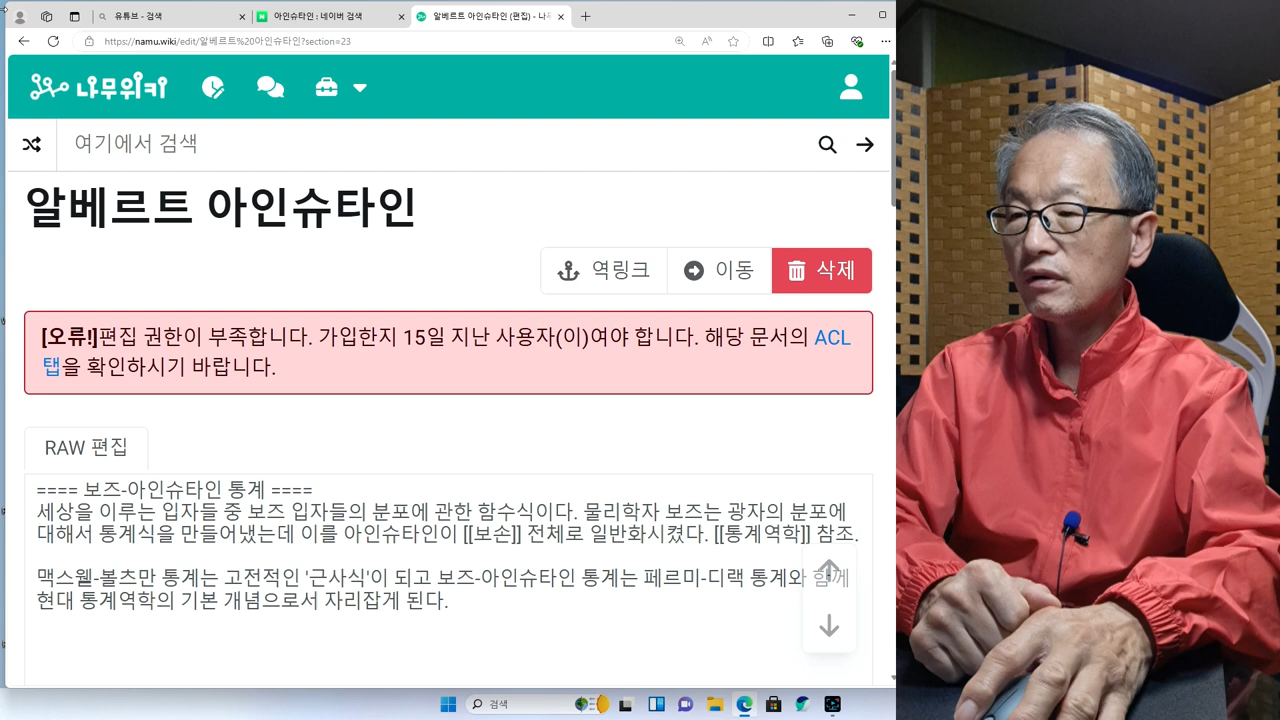 유튜브 - 검색
아인슈타인 : 네이버 검색
알베르트 아인슈타인 (편집) - 나무
https://namu.wiki/edit/알베르트%20아인슈타인?section=23
나무위키
여기에서 검색
알베르트 아인슈타인
역링크
이동
삭제
[오류!]편집 권한이 부족합니다. 가입한지 15일 지난 사용자(이)여야 합니다. 해당 문서의 ACL
탭을 확인하시기 바랍니다.
RAW 편집
==== 보즈-아인슈타인 통계 ====
세상을 이루는 입자들 중 보즈 입자들의 분포에 관한 함수식이다. 물리학자 보즈는 광자의 분포에
대해서 통계식을 만들어냈는데 이를 아인슈타인이 [[보손]] 전체로 일반화시켰다. [[통계역학]] 참조.
맥스웰-볼츠만 통계는 고전적인 '근사식'이 되고 보즈-아인슈타인 통계는 페르미-디랙 통계와 함께
현대 통계역학의 기본 개념으로서 자리잡게 된다.
검색